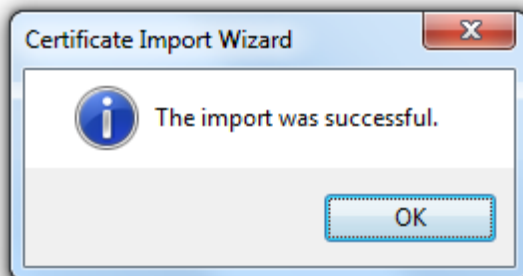 Certificate Import Wizard
The import was successful.
OK